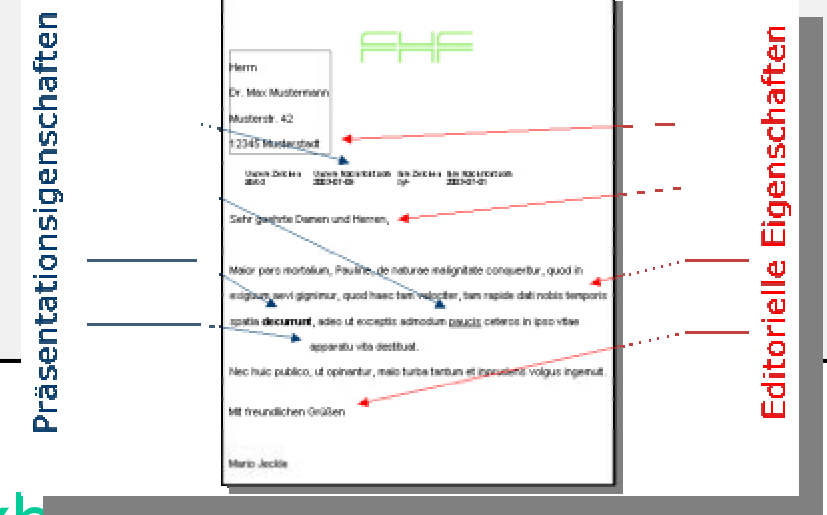 Präsentationsigenschaften
FHF
Herrn
Dr. Max Mustermann
Musterstr. 42
12345 Musterstadt
Sehr geehrte Damen und Herren,
Maior pars mortalium, Pauline, de naturae malignitate conqueritur, quod in
exiguum aevi gignimur, quod haec tam velociter, tam rapide dati nobis temporis
spatia decurrunt, adeo ut exceptis admodum paucis ceteros in ipso vitae
apparatu vita destituat.
Nec huic publico, ut opinantur, malo turba tantum et imprudens volgus ingemuit.
Mit freundlichen Grüßen
Mario Jeckle
Editorielle Eigenschaften